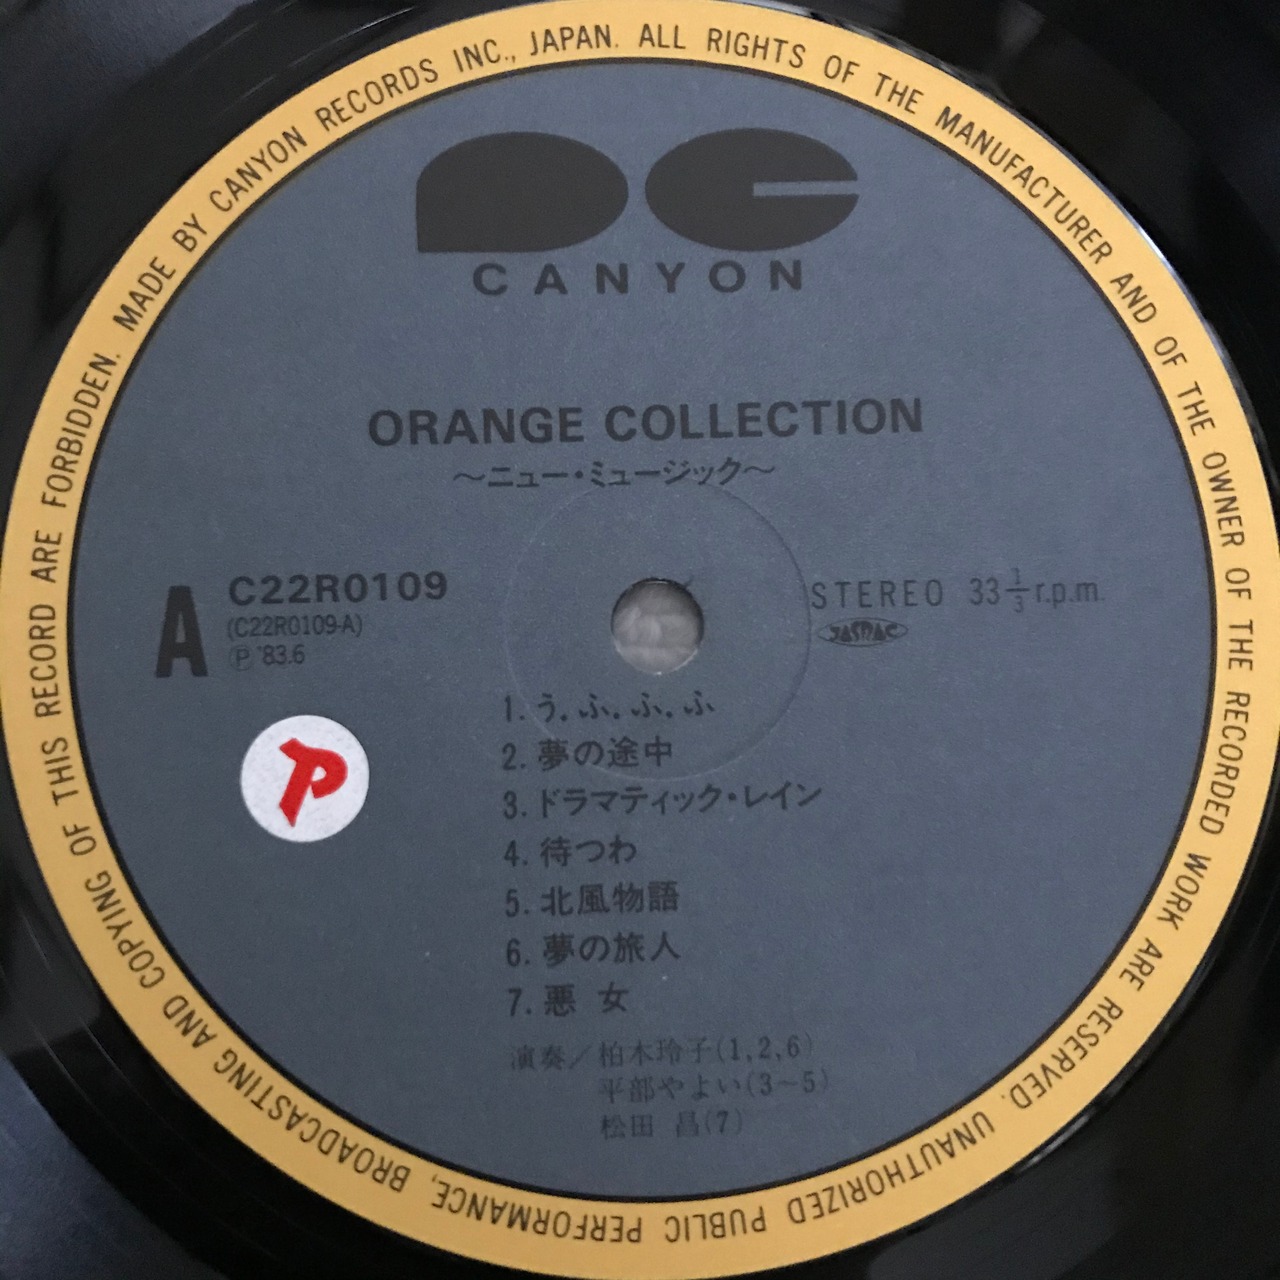 MADE BY CANYON RECORDS INC., JAPAN. ALL RIGHTS OF THE MANUFACTURER AND OF THE OWNER OF THE RECORDED WORK ARE RESERVED. UNAUTHORIZED PUBLIC PERFORMANCE, BROADCASTING AND COPYING OF THIS RECORD ARE FORBIDDEN.
CANYON
ORANGE COLLECTION
〜ニュー・ミュージック〜
A
C22R0109
(C22R0109-A)
Ⓟ '83.6
STEREO 33⅓r.p.m.
JASRAC
P
1. う.ふ.ふ.ふ
2. 夢の途中
3. ドラマティック・レイン
4. 待つわ
5. 北風物語
6. 夢の旅人
7. 悪 女
演奏／柏木玲子(1,2,6)
平部やよい(3〜5)
松田 昌(7)